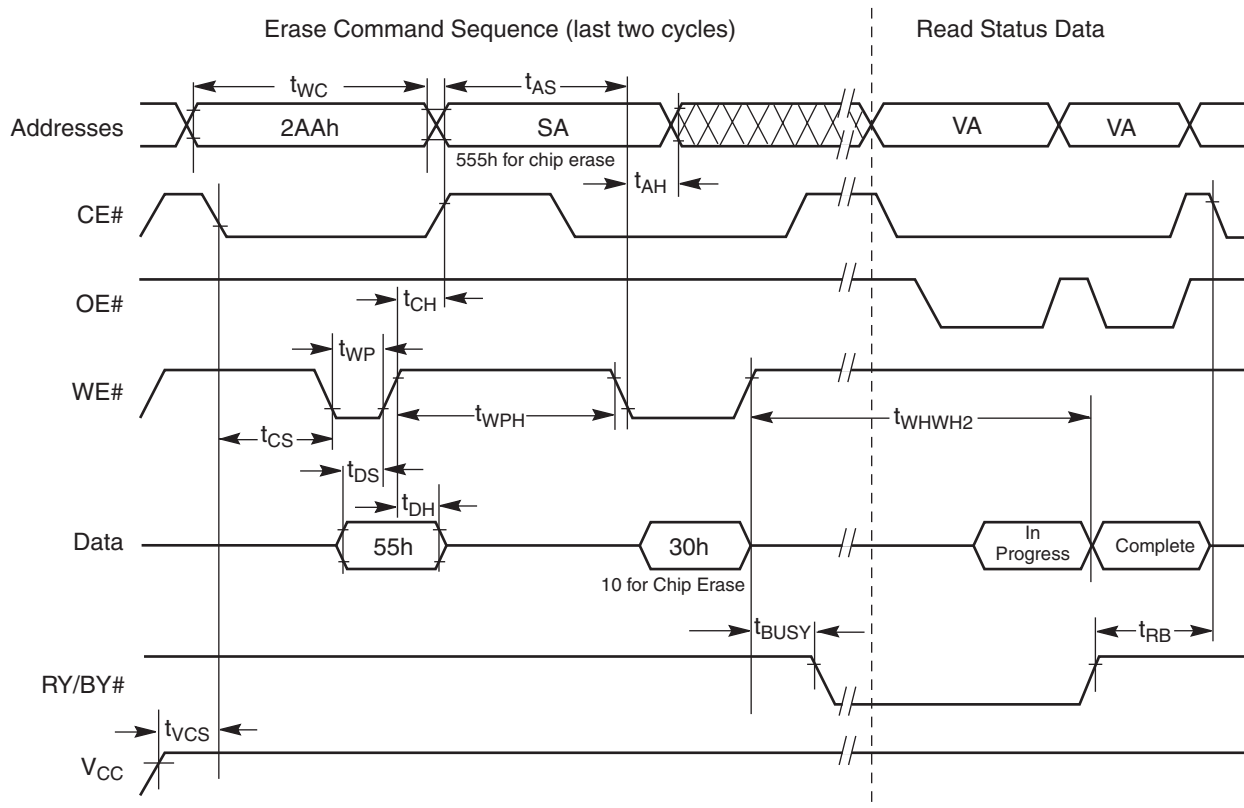 Erase Command Sequence (last two cycles)
Read Status Data
tWC
tAS
Addresses
2AAh
SA
VA
VA
555h for chip erase
tAH
CE#
OE#
tCH
tWP
WE#
tWPH
tWHWH2
tCS
tDS
tDH
Data
55h
30h
In
Progress
Complete
10 for Chip Erase
tBUSY
tRB
RY/BY#
tVCS
VCC